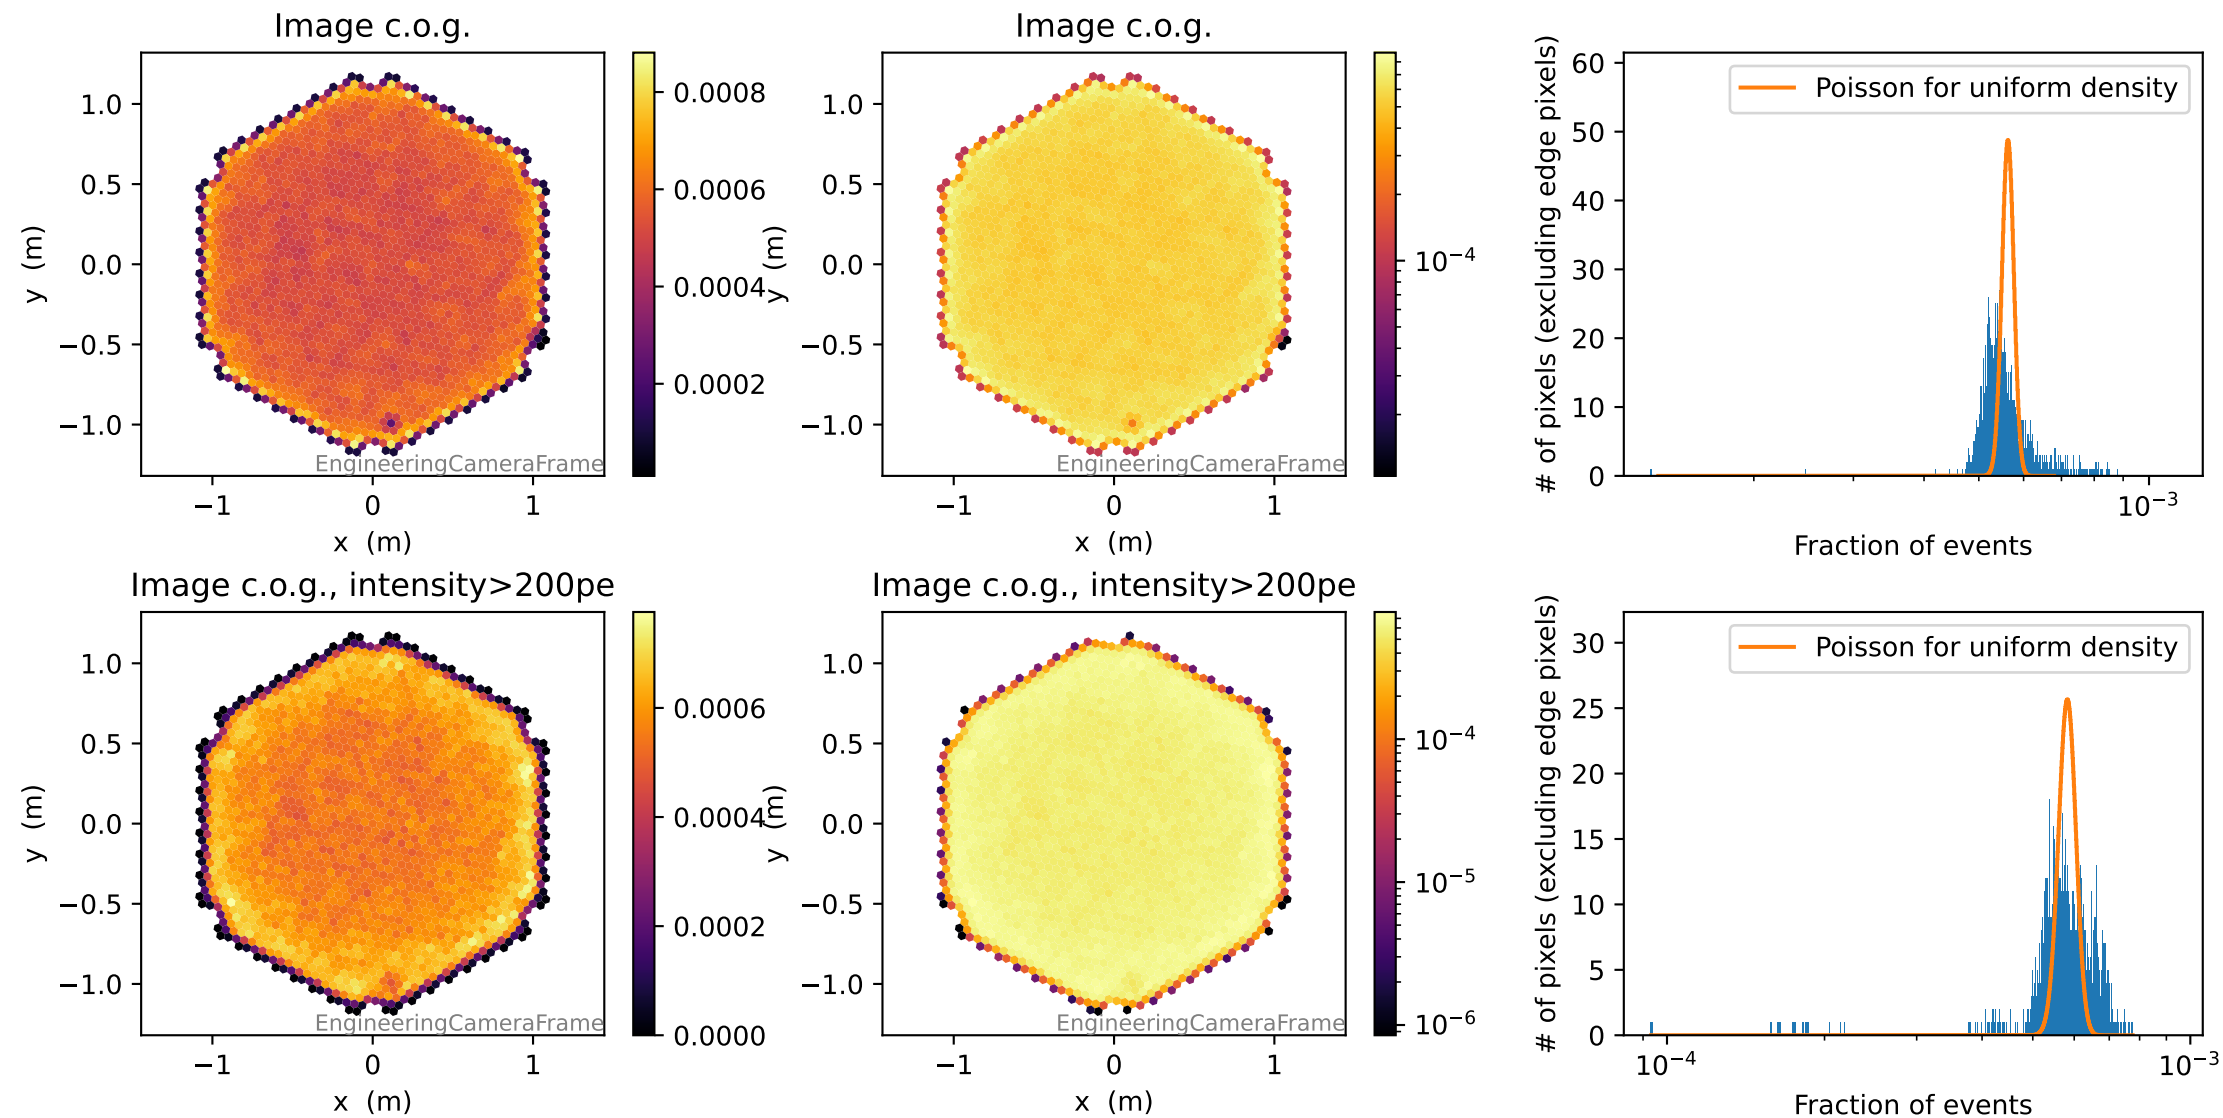 Image c.o.g.
1.0
0.5
0.0
−0.5
−1.0
y (m)
−1
0
1
x (m)
EngineeringCameraFrame
0.0008
0.0006
0.0004
0.0002
Image c.o.g.
1.0
0.5
0.0
−0.5
−1.0
y (m)
−1
0
1
x (m)
EngineeringCameraFrame
10⁻⁴
60
50
40
30
20
10
0
# of pixels (excluding edge pixels)
Poisson for uniform density
10⁻³
Fraction of events
Image c.o.g., intensity>200pe
1.0
0.5
0.0
−0.5
−1.0
y (m)
−1
0
1
x (m)
EngineeringCameraFrame
0.0006
0.0004
0.0002
0.0000
Image c.o.g., intensity>200pe
1.0
0.5
0.0
−0.5
−1.0
y (m)
−1
0
1
x (m)
EngineeringCameraFrame
10⁻⁴
10⁻⁵
10⁻⁶
30
25
20
15
10
5
0
# of pixels (excluding edge pixels)
Poisson for uniform density
10⁻⁴
10⁻³
Fraction of events